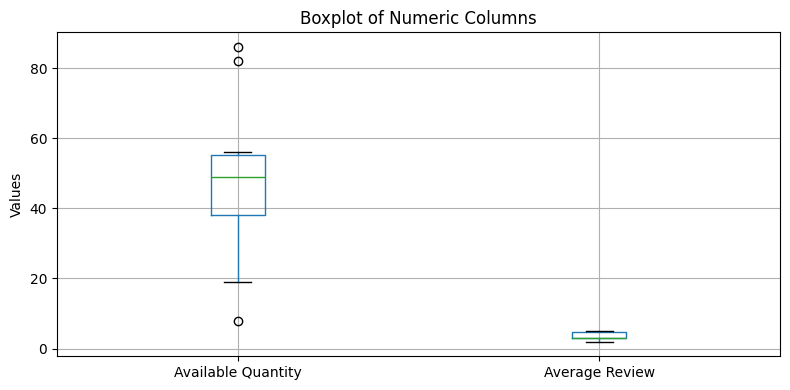 Boxplot of Numeric Columns
Values
80
60
40
20
0
Available Quantity
Average Review